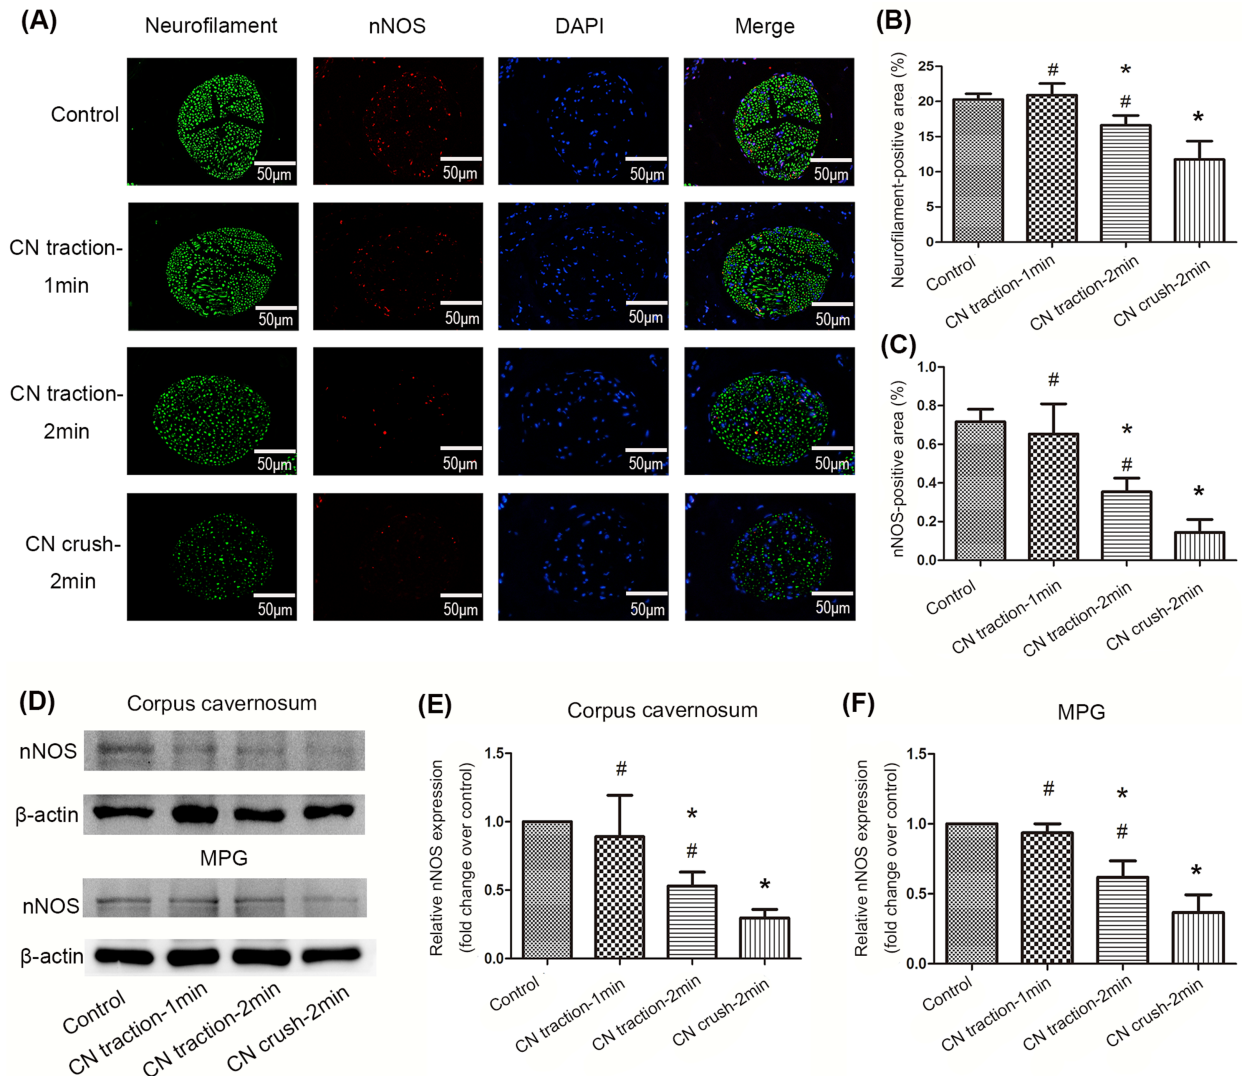 (A)
Neurofilament
nNOS
DAPI
Merge
Control
50μm
50μm
50μm
50μm
CN traction-
1min
50μm
50μm
50μm
50μm
CN traction-
2min
50μm
50μm
50μm
50μm
CN crush-
2min
50μm
50μm
50μm
50μm
(B)
Neurofilament-positive area (%)
25
20
15
10
5
0
#
*
#
*
Control
CN traction-1min
CN traction-2min
CN crush-2min
(C)
nNOS-positive area (%)
1.0
0.8
0.6
0.4
0.2
0.0
#
*
#
*
Control
CN traction-1min
CN traction-2min
CN crush-2min
(D)
Corpus cavernosum
nNOS
β-actin
MPG
nNOS
β-actin
Control
CN traction-1min
CN traction-2min
CN crush-2min
(E)
Corpus cavernosum
Relative nNOS expression
(fold change over control)
1.5
1.0
0.5
0.0
#
*
#
*
Control
CN traction-1min
CN traction-2min
CN crush-2min
(F)
MPG
Relative nNOS expression
(fold change over control)
1.5
1.0
0.5
0.0
#
*
#
*
Control
CN traction-1min
CN traction-2min
CN crush-2min